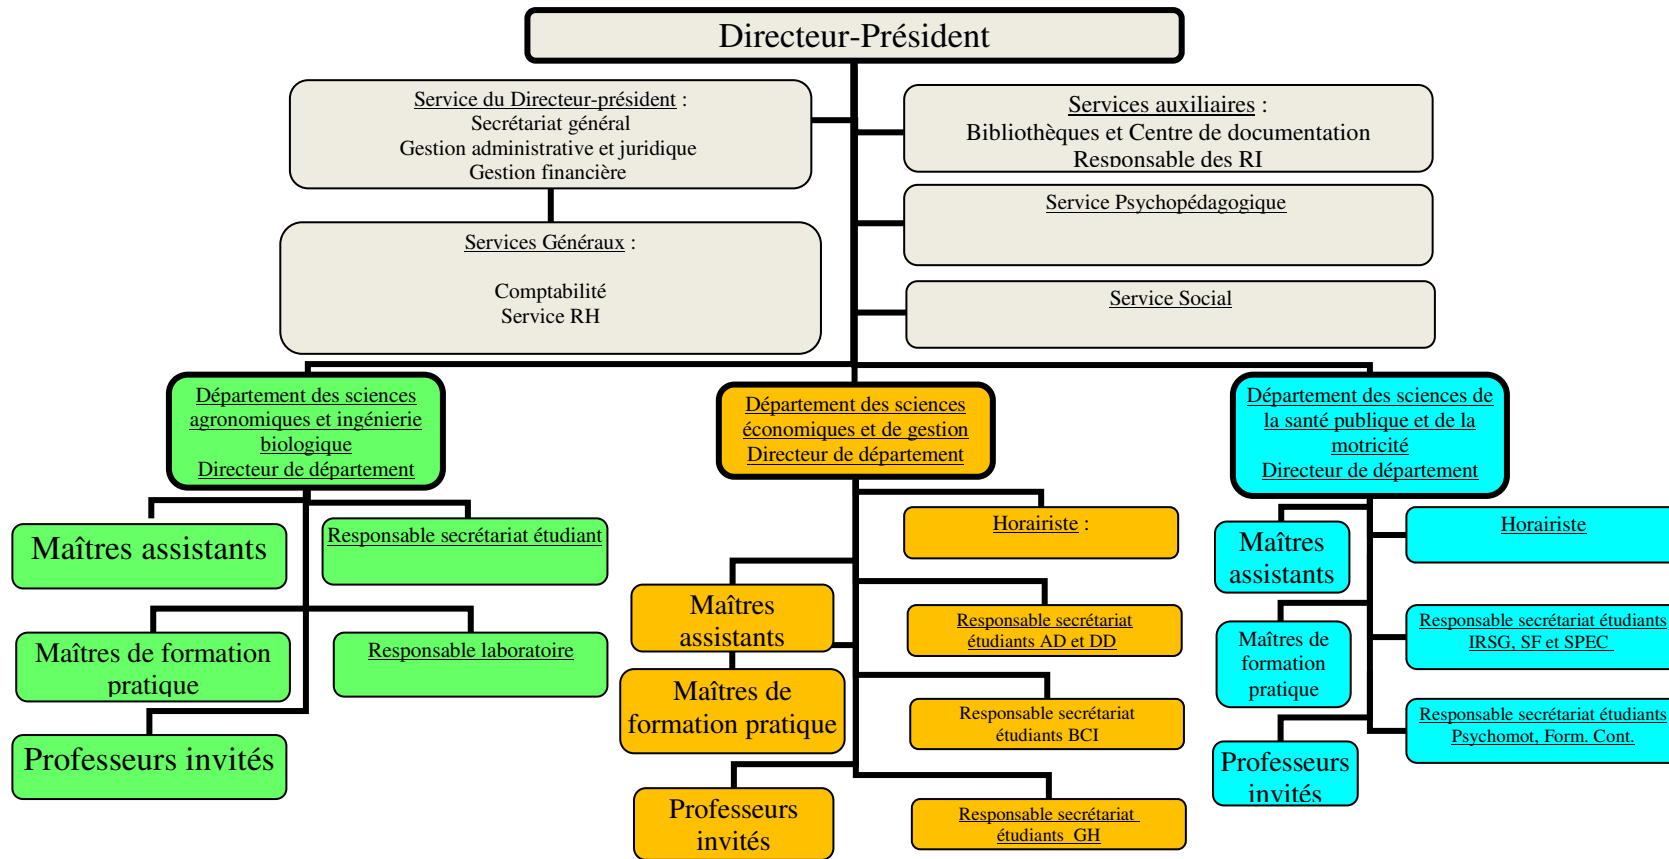 Directeur-Président
Service du Directeur-président :
Secrétariat général
Gestion administrative et juridique
Gestion financière
Services auxiliaires :
Bibliothèques et Centre de documentation
Responsable des RI
Service Psychopédagogique
Services Généraux :
Comptabilité
Service RH
Service Social
Département des sciences
agronomiques et ingénierie
biologique
Directeur de département
Département des sciences
économiques et de gestion
Directeur de département
Département des sciences de
la santé publique et de la
motricité
Directeur de département
Maîtres assistants
Responsable secrétariat étudiant
Maîtres de formation
pratique
Responsable laboratoire
Professeurs invités
Horairiste :
Maîtres
assistants
Responsable secrétariat
étudiants AD et DD
Maîtres de
formation pratique
Responsable secrétariat
étudiants BCI
Professeurs
invités
Responsable secrétariat
étudiants GH
Maîtres
assistants
Horairiste
Maîtres de
formation
pratique
Responsable secrétariat étudiants
IRSG, SF et SPEC
Professeurs
invités
Responsable secrétariat étudiants
Psychomot, Form. Cont.